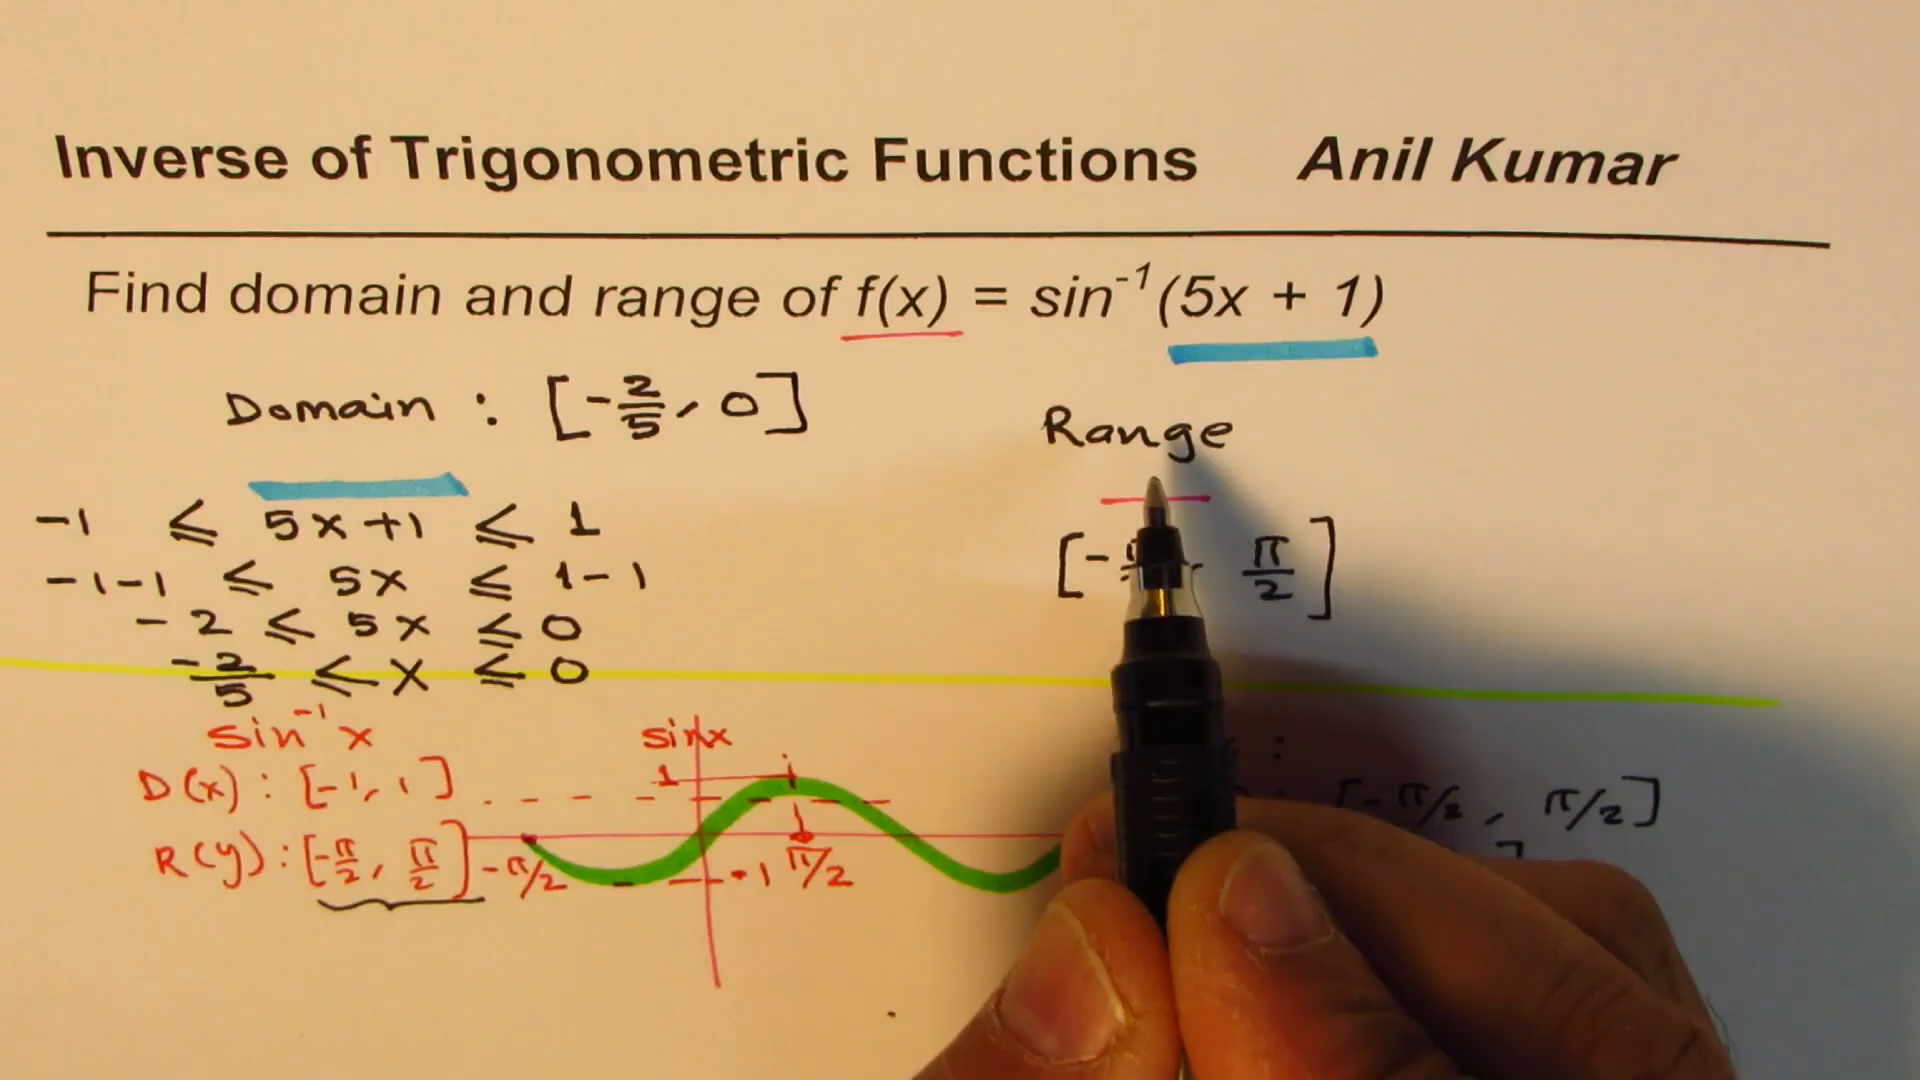 Inverse of Trigonometric Functions Anil Kumar
Find domain and range of f(x) = sin⁻¹(5x + 1)
Domain : [-2/5, 0]
-1 ≤ 5x+1 ≤ 1
-1-1 ≤ 5x ≤ 1-1
-2 ≤ 5x ≤ 0
-2/5 ≤ x ≤ 0
Range
[- π/2]
sin⁻¹x
D(x) : [-1, 1]
R(y) : [-π/2, π/2]
sinx
1
1
-π/2
-1
π/2
: [-π/2, π/2]
]